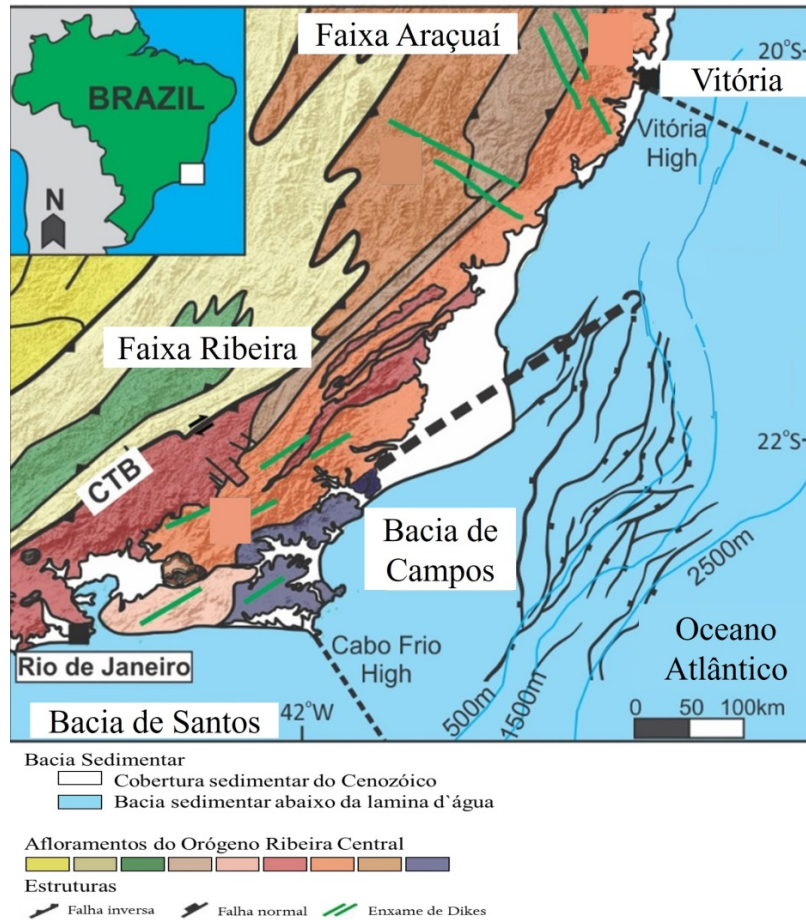 Faixa Araçuaí
20°S
BRAZIL
Vitória
Vitória
High
N
Faixa Ribeira
?
22°S
CTB
Bacia de
Campos
2500m
Oceano
Atlântico
Cabo Frio
High
Rio de Janeiro
500m
1500m
Bacia de Santos
42°W
0 50 100km
Bacia Sedimentar
Cobertura sedimentar do Cenozóico
Bacia sedimentar abaixo da lamina d`água
Afloramentos do Orógeno Ribeira Central
Estruturas
Falha inversa Falha normal Enxame de Dikes